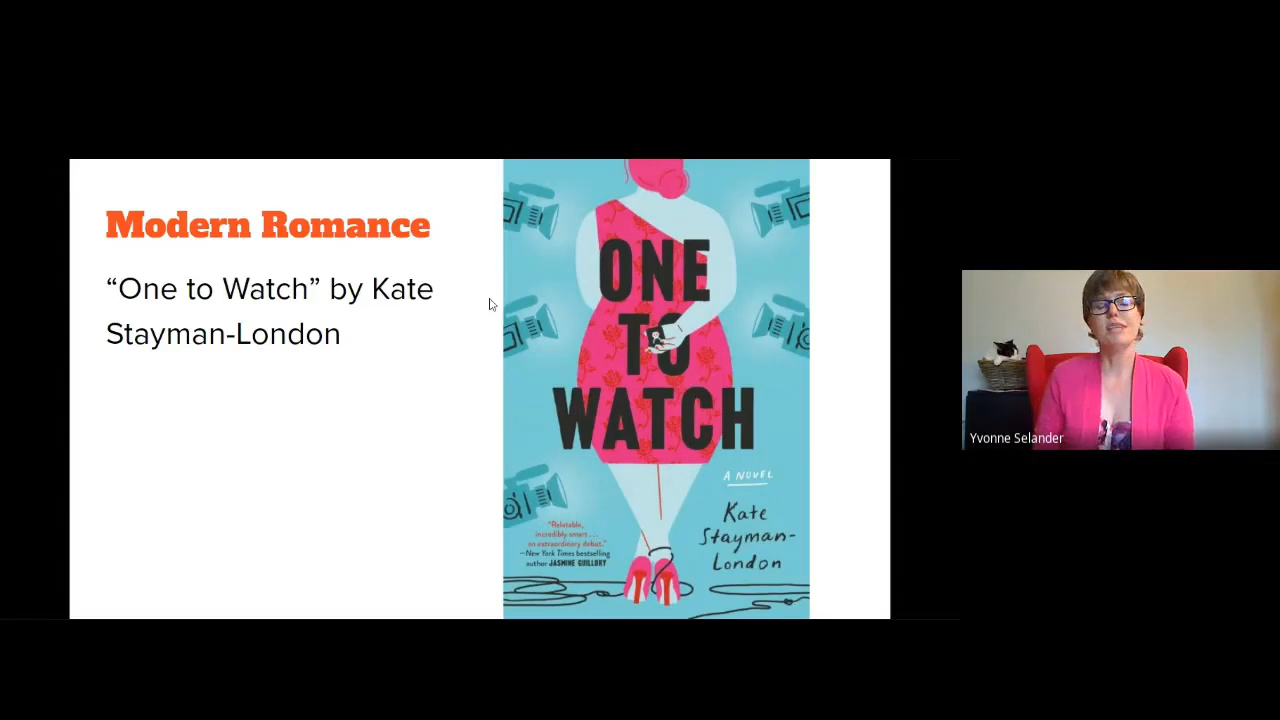 Modern Romance
“One to Watch” by Kate
Stayman-London
ONE
TO
WATCH
A NOVEL
Kate
Stayman-
London
"Relatable,
incredibly smart . . .
an extraordinary debut."
—New York Times bestselling
author JASMINE GUILLORY
Yvonne Selander